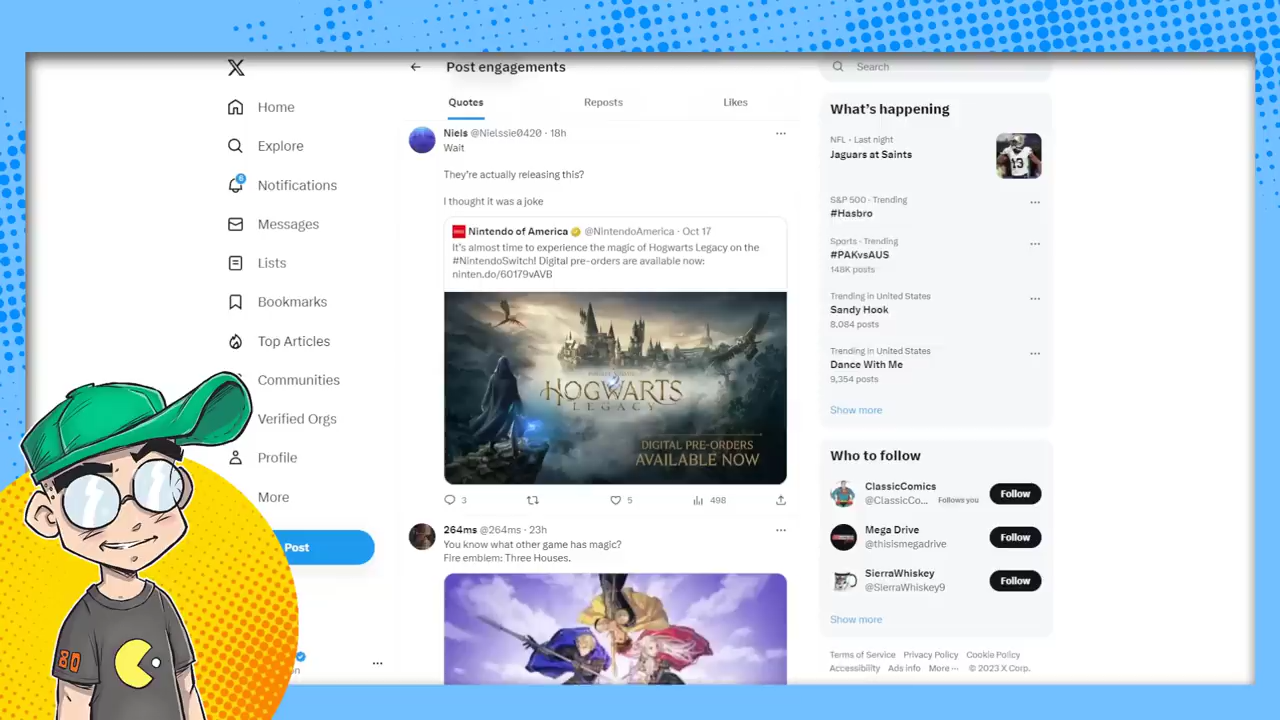 Home
Explore
6
Notifications
Messages
Lists
Bookmarks
Top Articles
Communities
Verified Orgs
Profile
More
Post
Post engagements
Quotes
Reposts
Likes
Niels @Nielssie0420 · 18h
Wait
They're actually releasing this?
I thought it was a joke
Nintendo of America @NintendoAmerica · Oct 17
It's almost time to experience the magic of Hogwarts Legacy on the
#NintendoSwitch! Digital pre-orders are available now:
ninten.do/60179vAVB
HOGWARTS
LEGACY
DIGITAL PRE-ORDERS
AVAILABLE NOW
3
5
498
264ms @264ms · 23h
You know what other game has magic?
Fire emblem: Three Houses.
Search
What's happening
NFL · Last night
Jaguars at Saints
S&P 500 · Trending
#Hasbro
Sports · Trending
#PAKvsAUS
148K posts
Trending in United States
Sandy Hook
8,084 posts
Trending in United States
Dance With Me
9,354 posts
Show more
Who to follow
ClassicComics
@ClassicCo... Follows you
Follow
Mega Drive
@thisismegadrive
Follow
SierraWhiskey
@SierraWhiskey9
Follow
Show more
Terms of Service Privacy Policy Cookie Policy
Accessibility Ads info More ··· © 2023 X Corp.
80